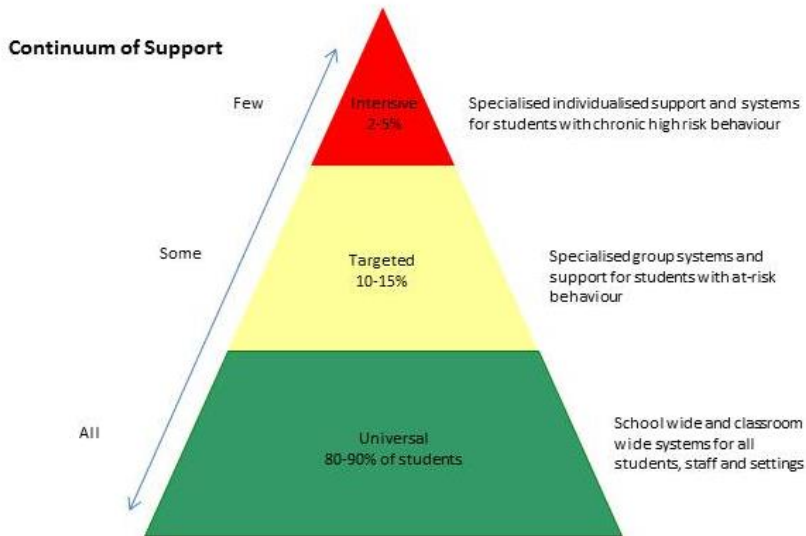 Continuum of Support
Few
Intensive
2-5%
Specialised individualised support and systems
for students with chronic high risk behaviour
Some
Targeted
10-15%
Specialised group systems and
support for students with at-risk
behaviour
All
Universal
80-90% of students
School wide and classroom
wide systems for all
students, staff and settings